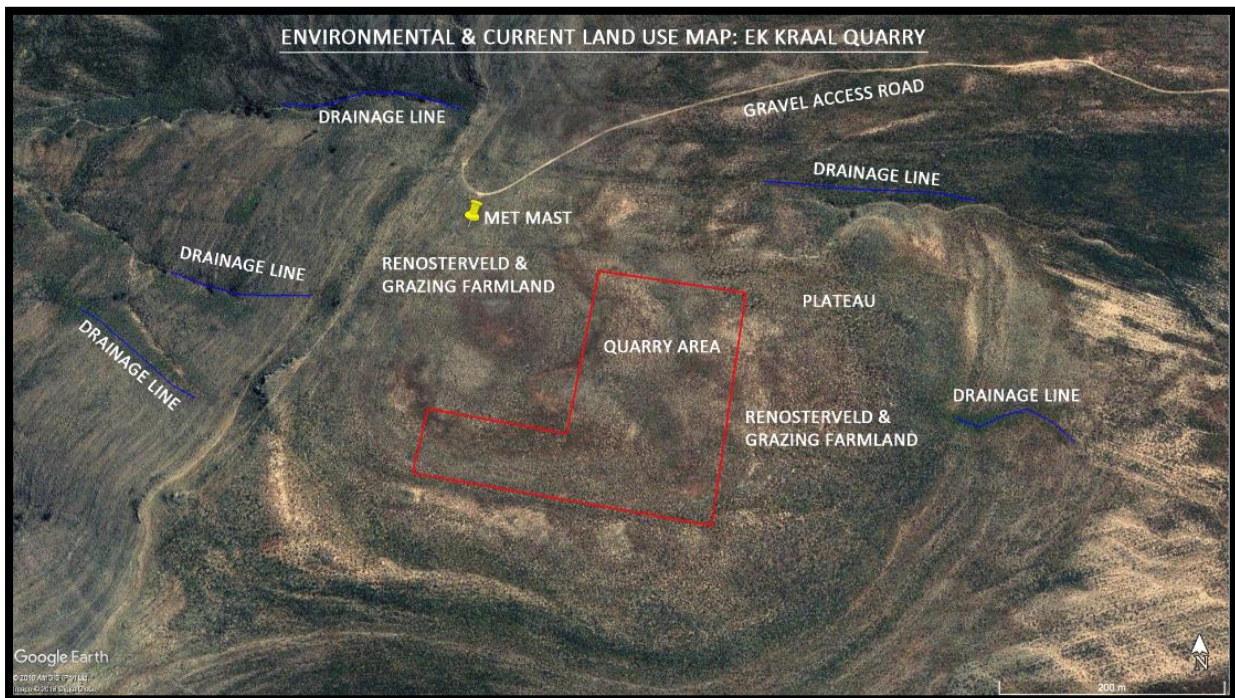 ENVIRONMENTAL & CURRENT LAND USE MAP: EK KRAAL QUARRY
GRAVEL ACCESS ROAD
DRAINAGE LINE
DRAINAGE LINE
MET MAST
DRAINAGE LINE
RENOSTERVELD &
GRAZING FARMLAND
PLATEAU
QUARRY AREA
DRAINAGE LINE
DRAINAGE LINE
RENOSTERVELD &
GRAZING FARMLAND
Google Earth
N
200 m